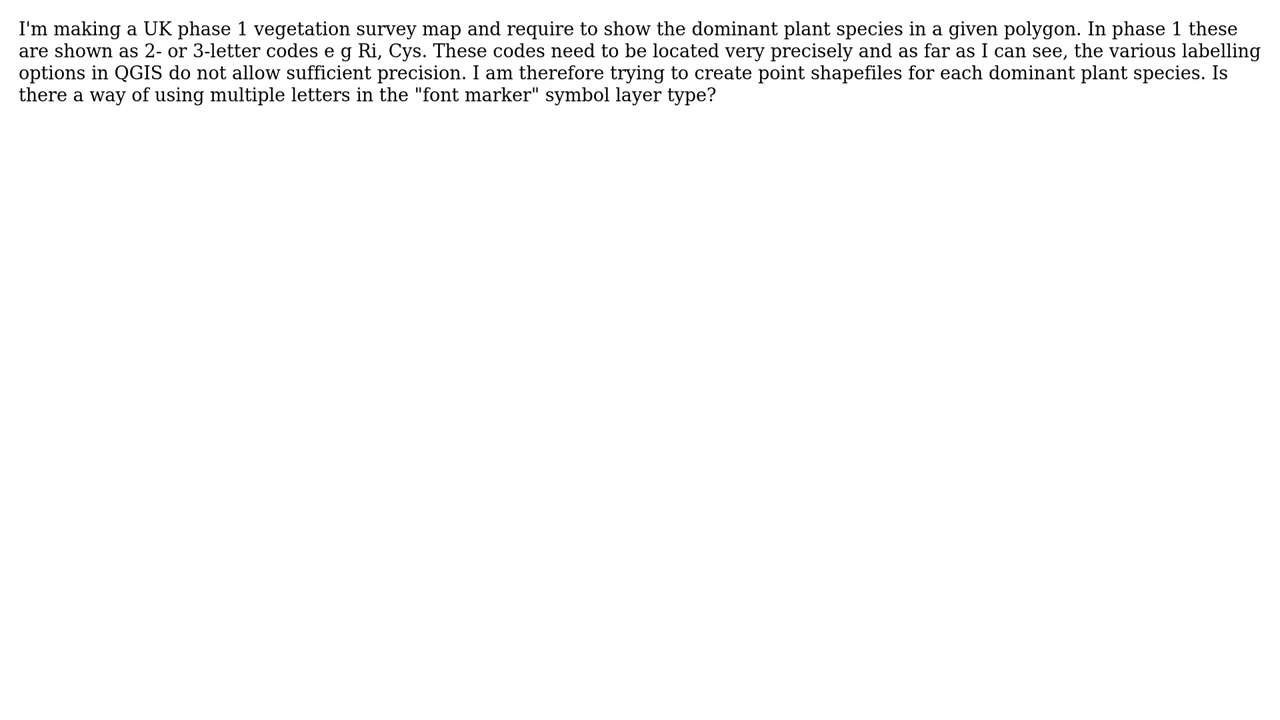 I'm making a UK phase 1 vegetation survey map and require to show the dominant plant species in a given polygon. In phase 1 these
are shown as 2- or 3-letter codes e g Ri, Cys. These codes need to be located very precisely and as far as I can see, the various labelling
options in QGIS do not allow sufficient precision. I am therefore trying to create point shapefiles for each dominant plant species. Is
there a way of using multiple letters in the "font marker" symbol layer type?